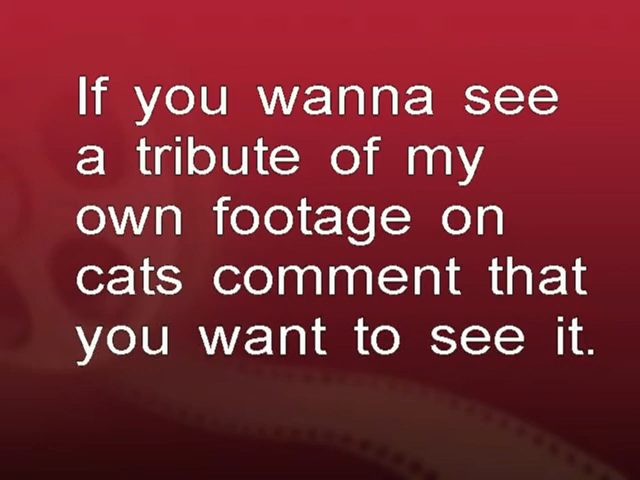 If you wanna see
a tribute of my
own footage on
cats comment that
you want to see it.